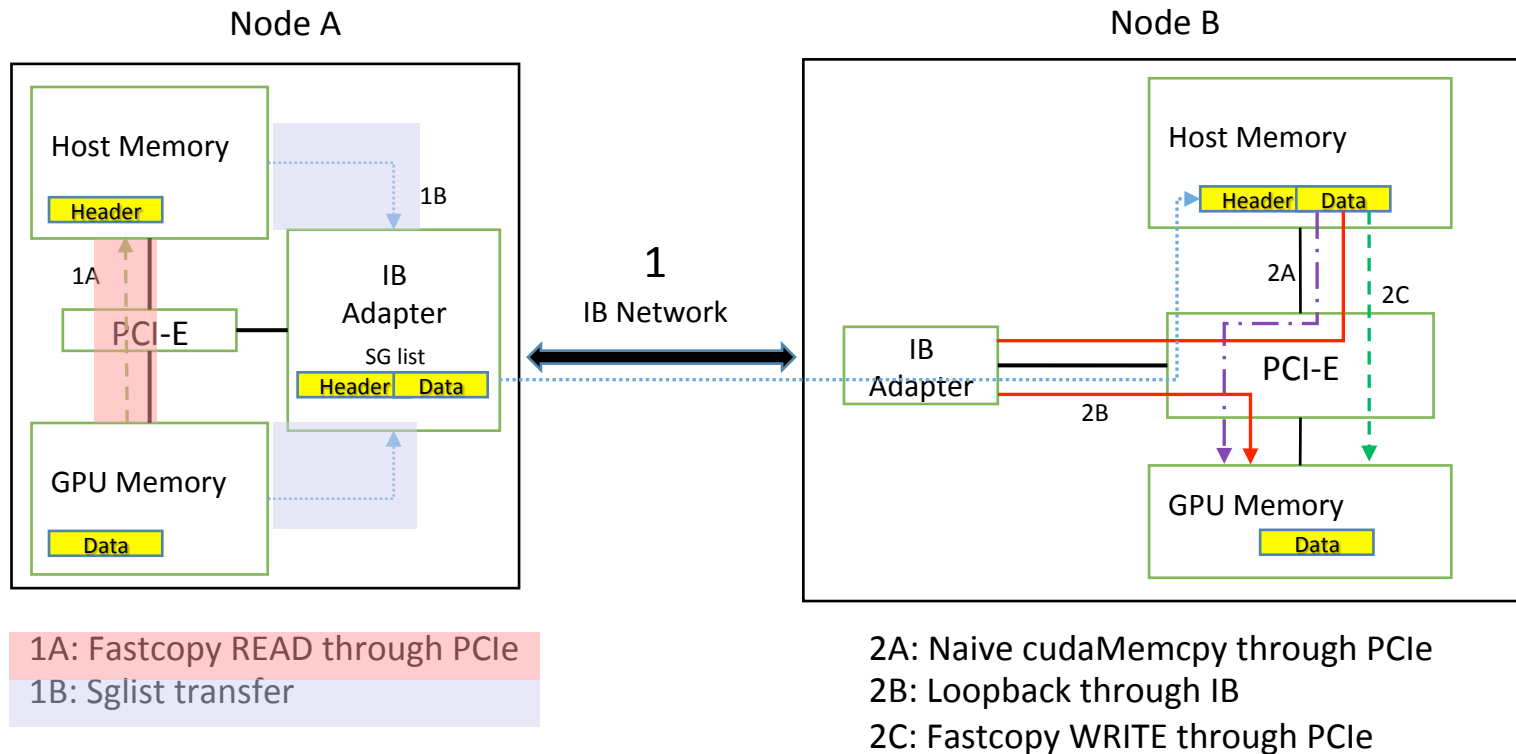 Node A
Node B
Host Memory
Header
1A
1B
PCI-E
IB
Adapter
SG list
Header Data
GPU Memory
Data
1
IB Network
Host Memory
Header Data
2A
2C
IB
Adapter
PCI-E
2B
GPU Memory
Data
1A: Fastcopy READ through PCIe
1B: Sglist transfer
2A: Naive cudaMemcpy through PCIe
2B: Loopback through IB
2C: Fastcopy WRITE through PCIe